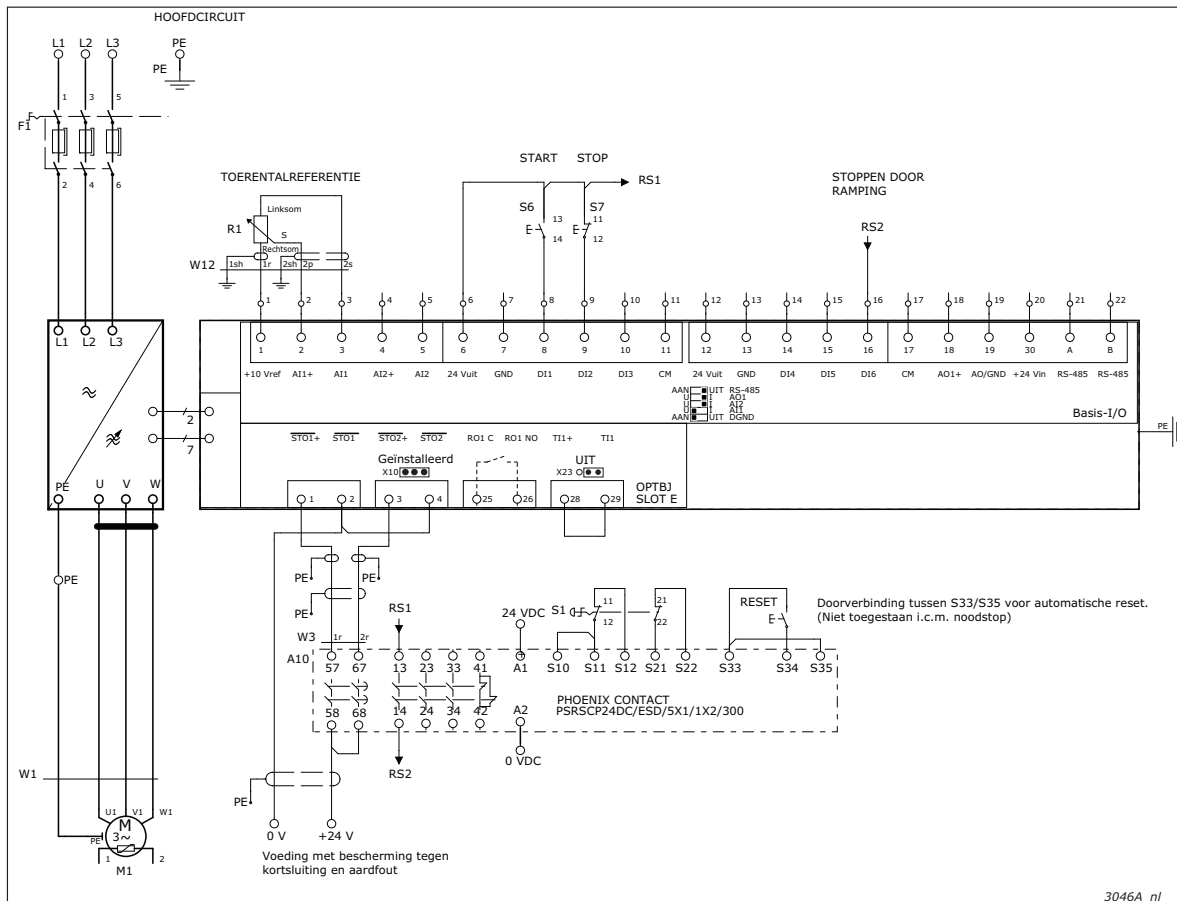 HOOFDCIRCUIT
L1 L2 L3 PE
PE
1 3 5
F1
2 4 6
START STOP
TOERENTALREFERENTIE
RS1
STOPPEN DOOR
RAMPING
Linksom
S6 S7
13 11
R1 S
14 12
RS2
Rechtsom
W12 1sh 1r 2sh 2p 2s
1 2 3 4 5 6 7 8 9 10 11 12 13 14 15 16 17 18 19 20 21 22
L1 L2 L3
1 2 3 4 5 6 7 8 9 10 11 12 13 14 15 16 17 18 19 30 A B
+10 Vref AI1+ AI1 AI2+ AI2 24 Vuit GND DI1 DI2 DI3 CM 24 Vuit GND DI4 DI5 DI6 CM AO1+ AO/GND +24 Vin RS-485 RS-485
AAN UIT RS-485
U I AO1
U I AI2
U I AI1
AAN UIT DGND
Basis-I/O
2
7
PE
STO1+ STO1 STO2+ STO2 RO1 C RO1 NO TI1+ TI1
Geïnstalleerd UIT
X10 X23
OPTBJ
SLOT E
PE U V W
1 2 3 4 25 26 28 29
PE
PE PE
PE
RS1
24 VDC
S1 11 21
12 22
RESET
Doorverbinding tussen S33/S35 voor automatische reset.
(Niet toegestaan i.c.m. noodstop)
W3 1r 2r
A10
57 67 13 23 33 41 A1 S10 S11 S12 S21 S22 S33 S34 S35
PHOENIX CONTACT
PSRSCP24DC/ESD/5X1/1X2/300
58 68 14 24 34 42 A2
RS2
0 VDC
W1
PE
U1 V1 W1
M
3~
PE
1 2
M1
0 V +24 V
Voeding met bescherming tegen
kortsluiting en aardfout
3046A_nl